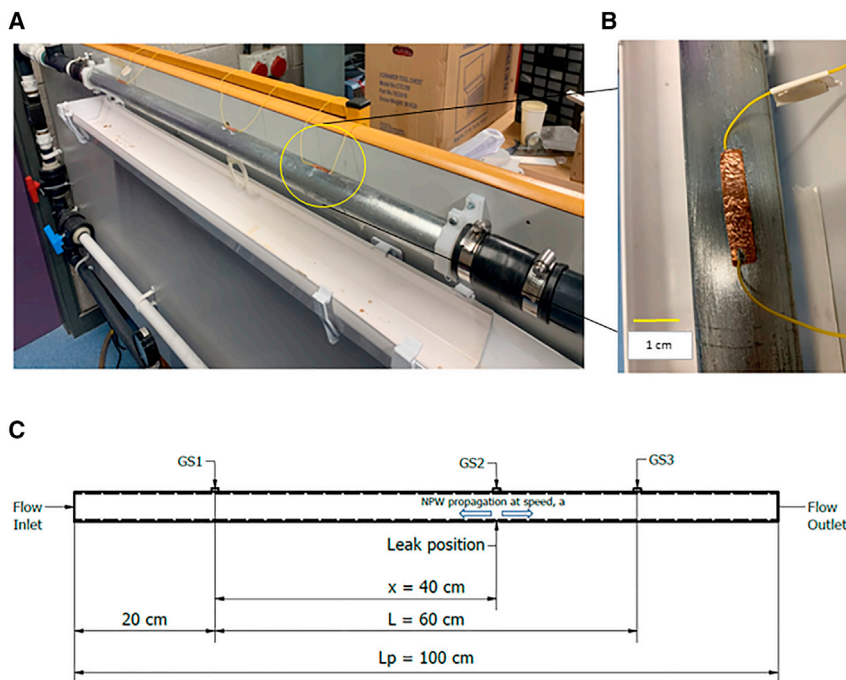 A
B
1 cm
C
GS1
GS2
GS3
Flow
Inlet
NPW propagation at speed, a
Flow
Outlet
Leak position
x = 40 cm
20 cm
L = 60 cm
Lp = 100 cm